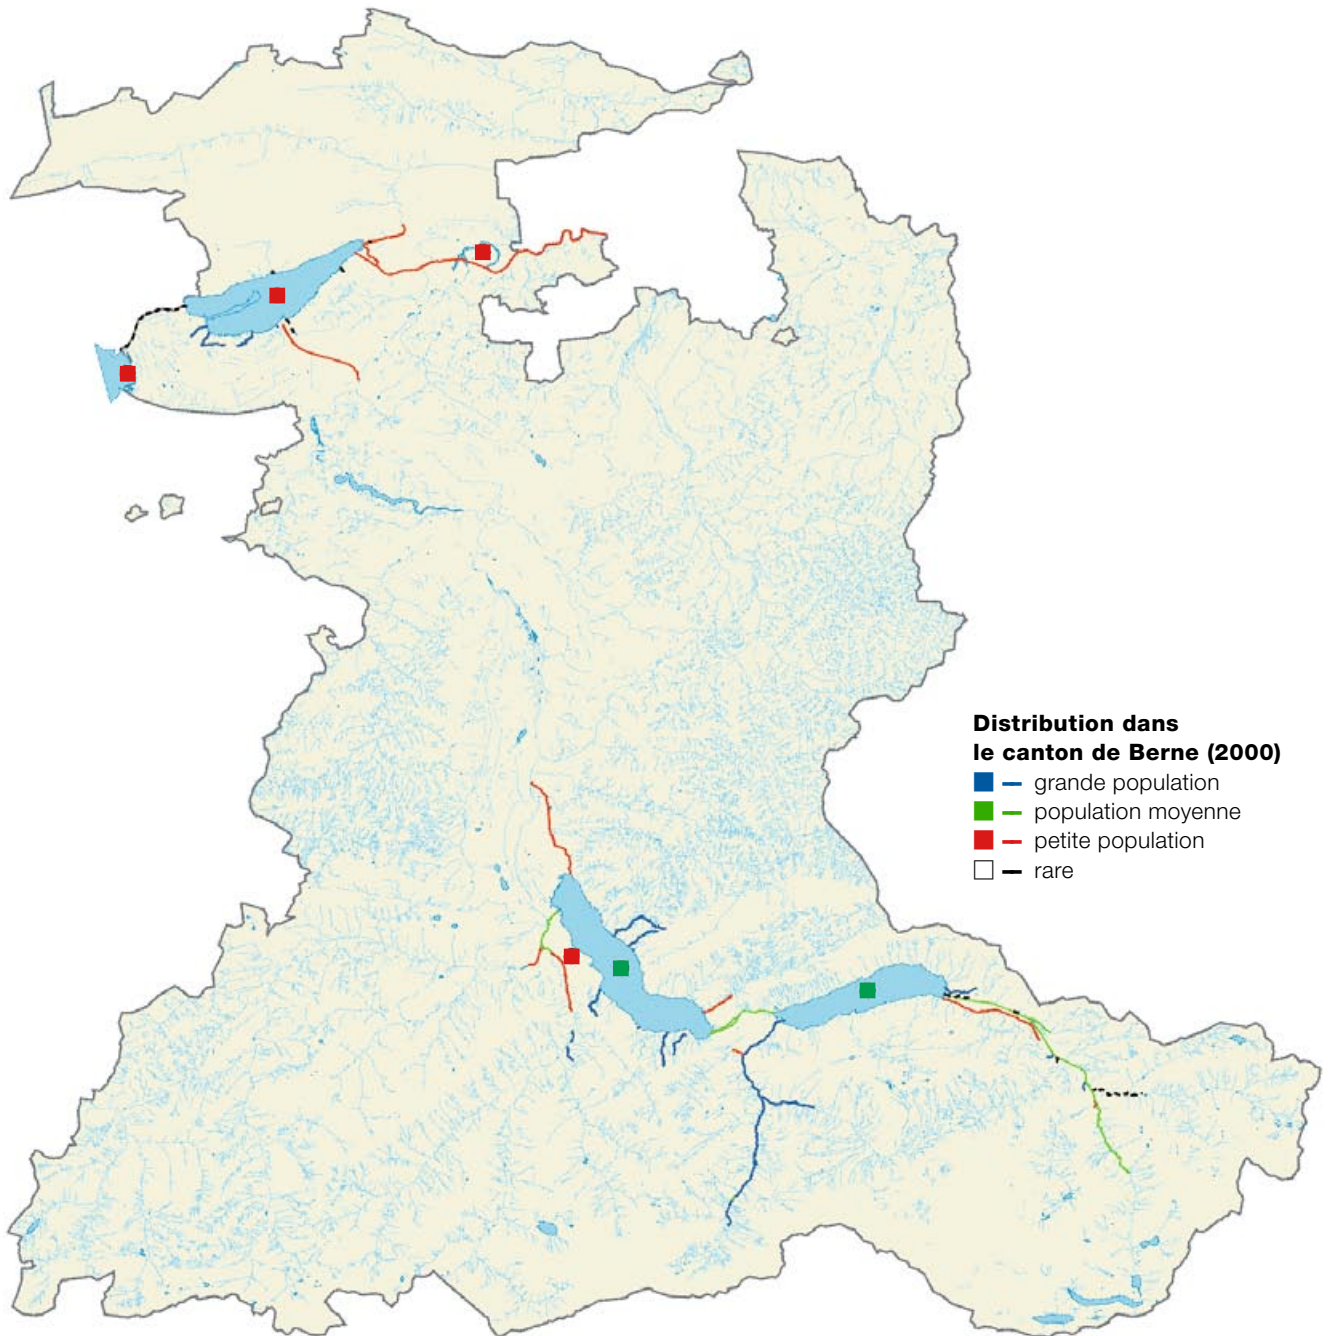 Distribution dans
le canton de Berne (2000)
grande population
population moyenne
petite population
rare